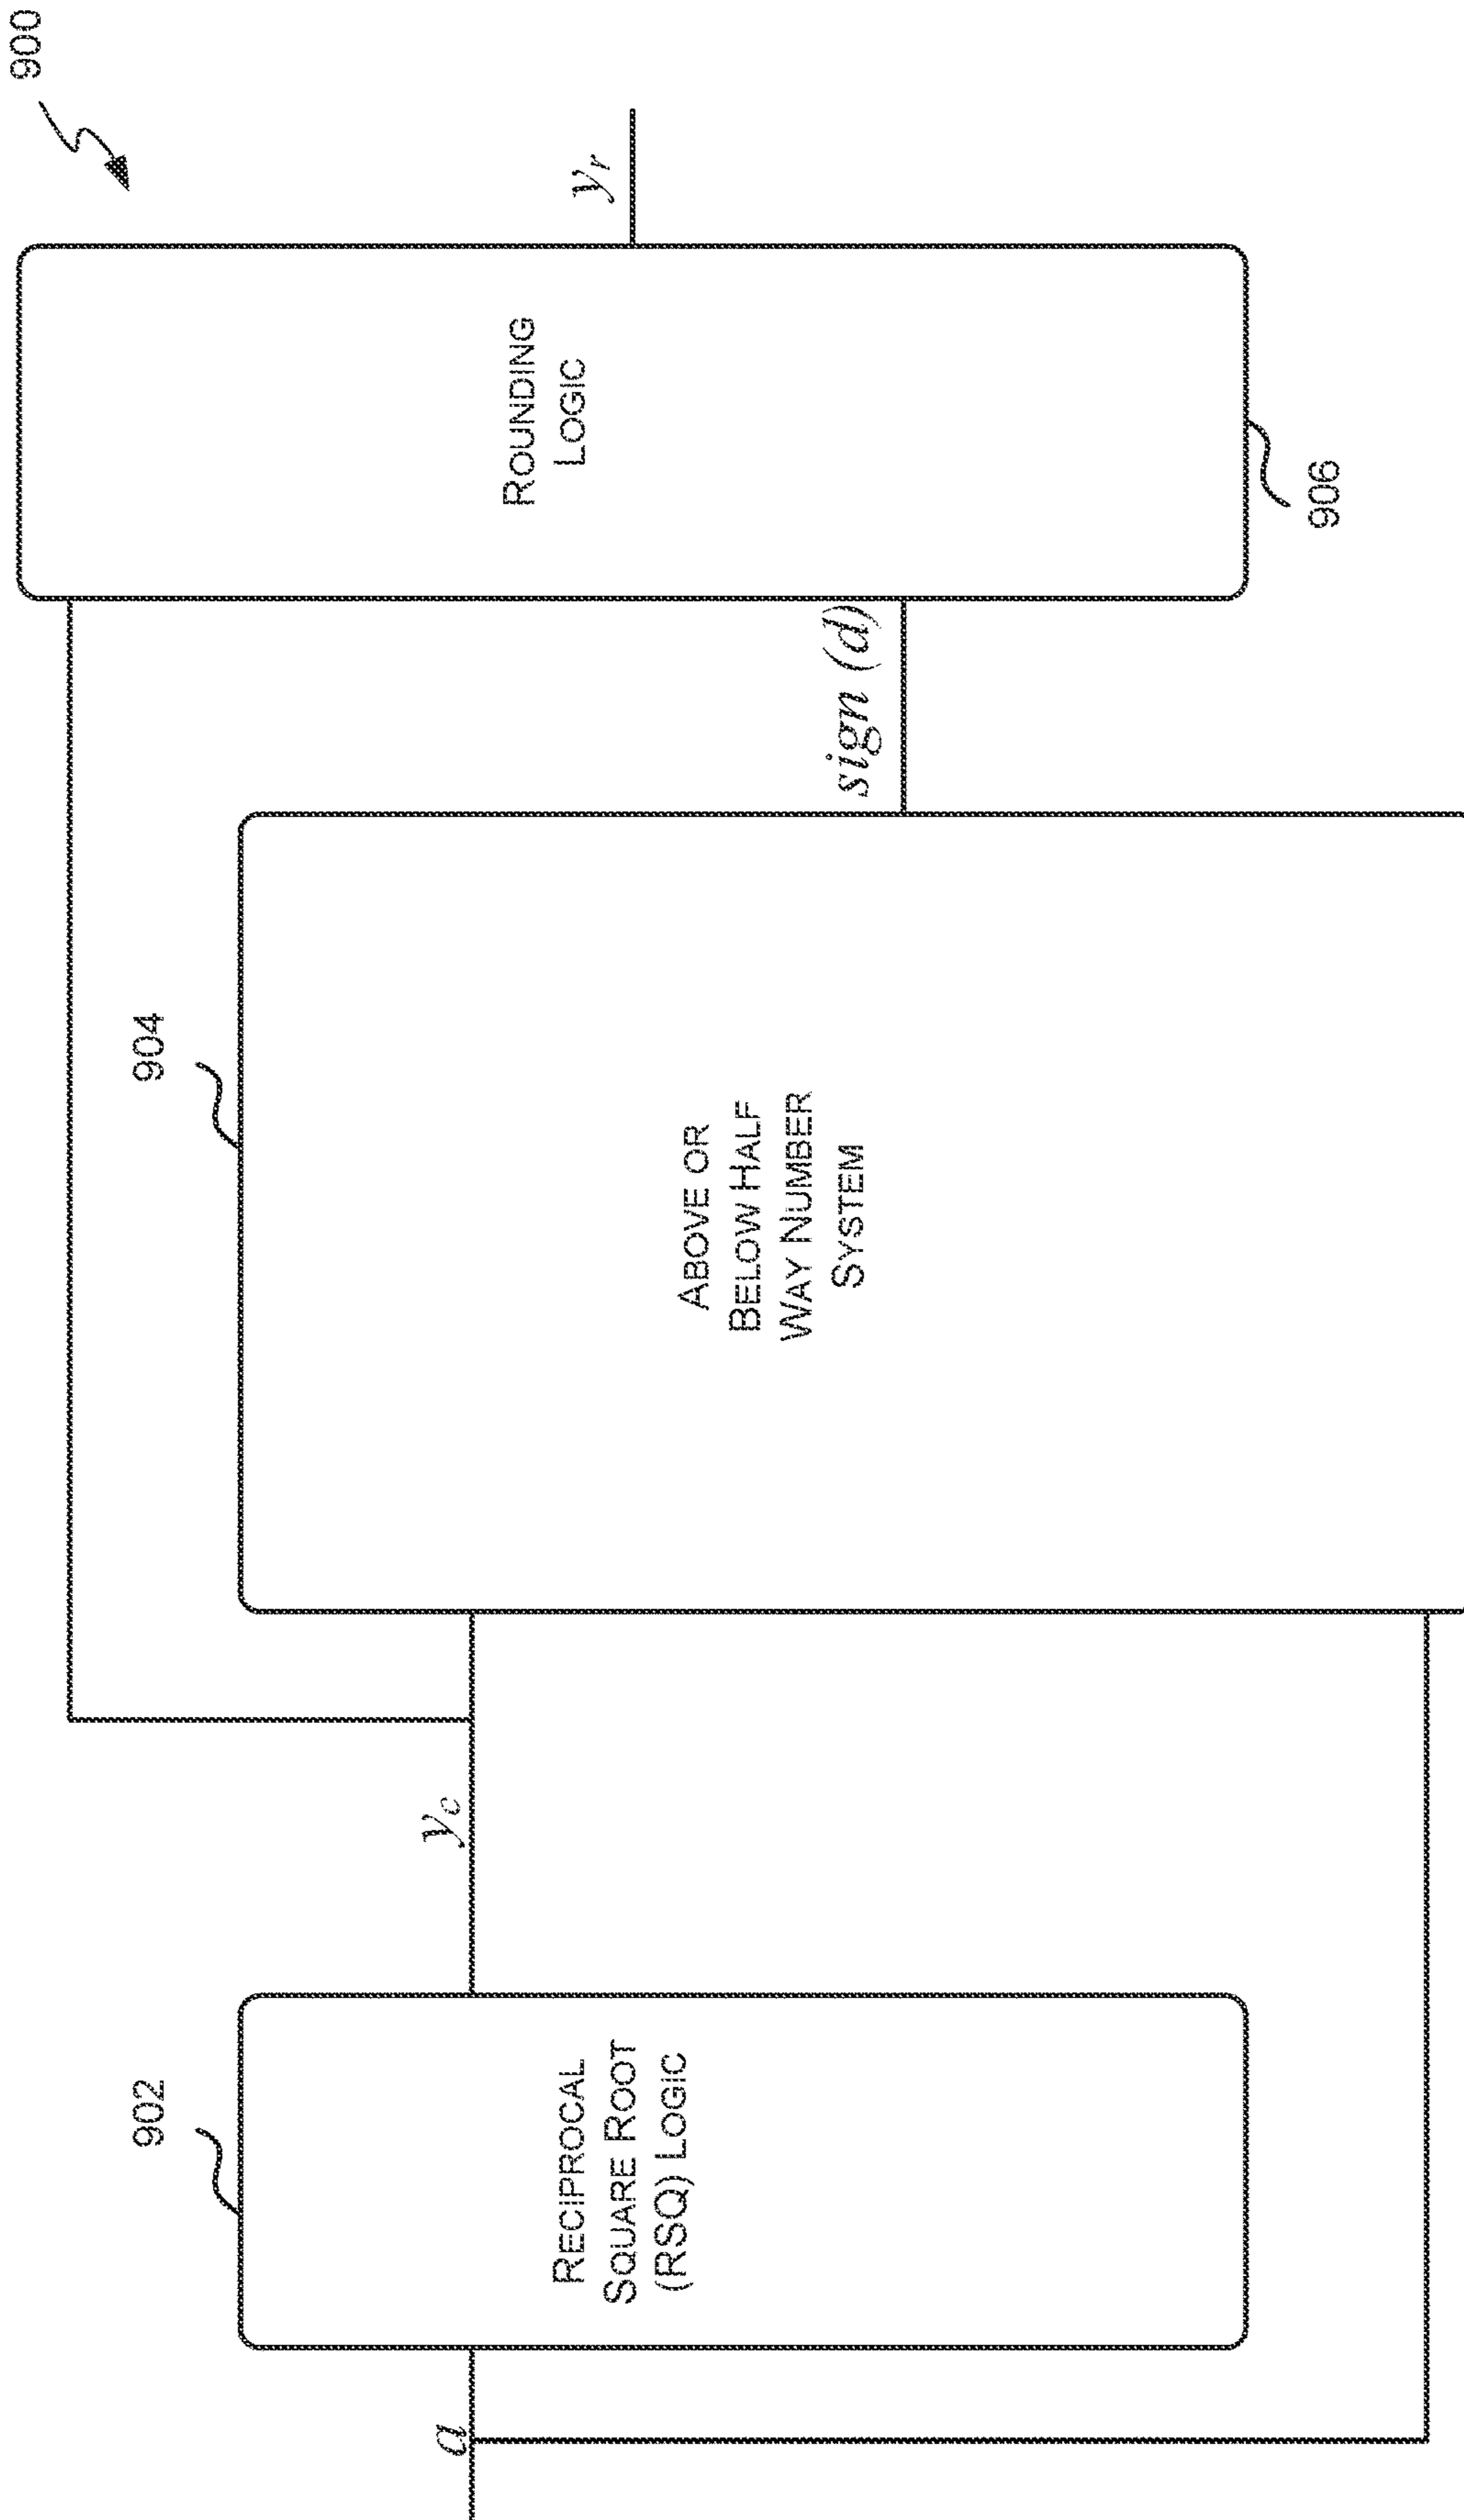 900
902
904
906
a
RECIPROCAL
SQUARE ROOT
(RSQ) LOGIC
yc
ABOVE OR
BELOW HALF
WAY NUMBER
SYSTEM
sign (d)
ROUNDING
LOGIC
yr